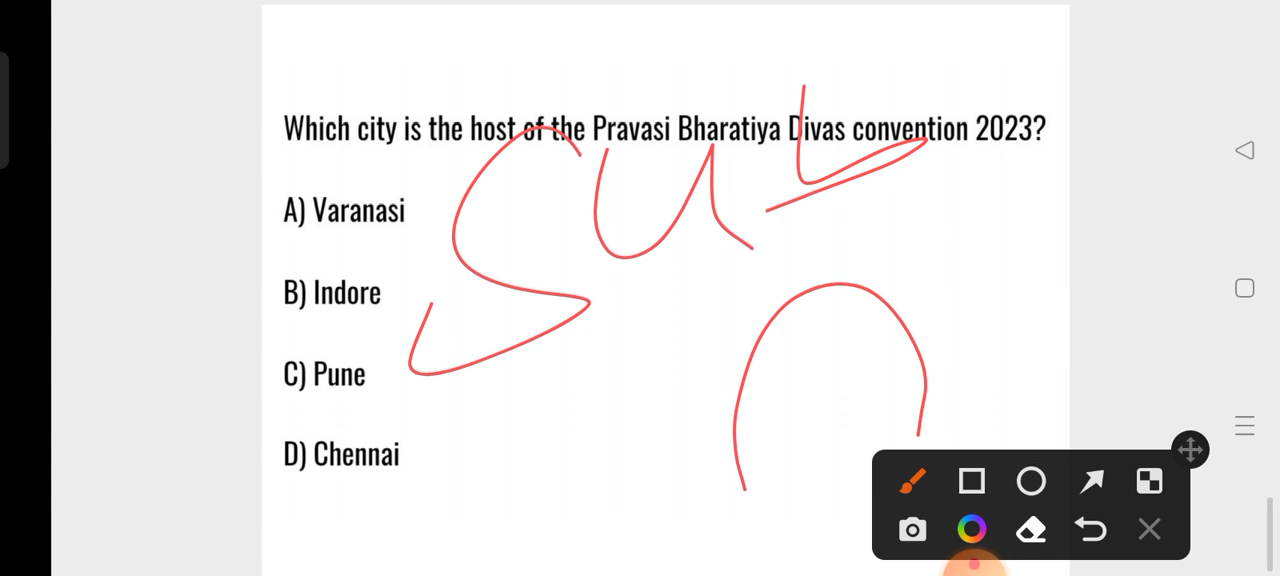 Which city is the host of the Pravasi Bharatiya Divas convention 2023?
A) Varanasi
B) Indore
C) Pune
D) Chennai